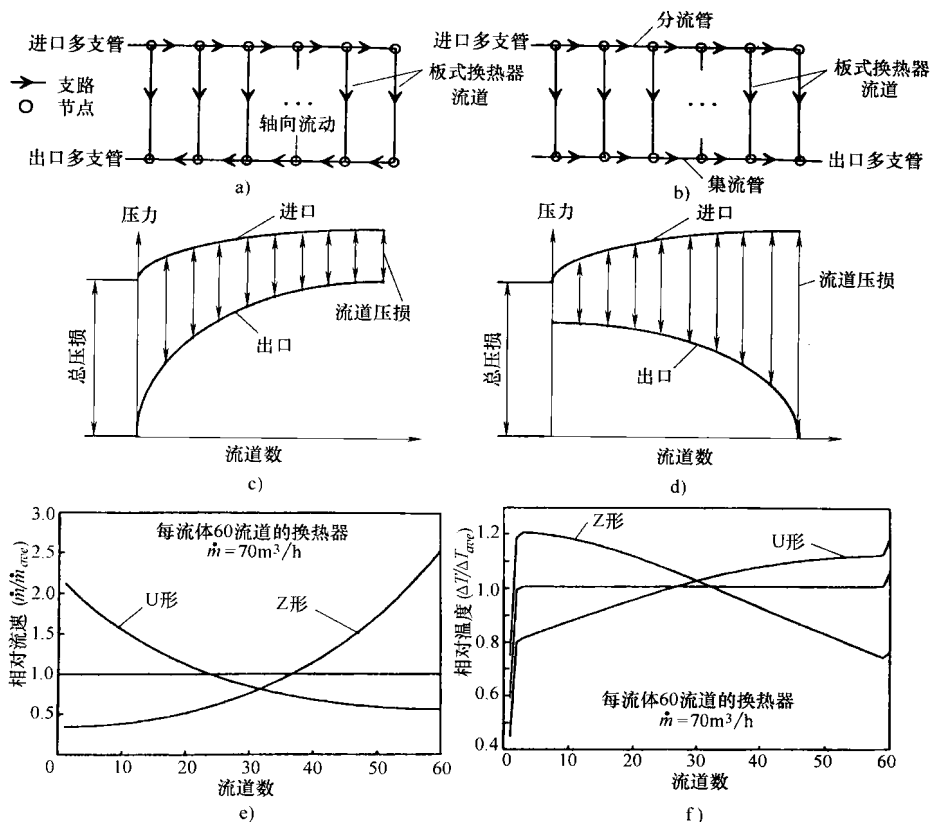 进口多支管
支路
节点
板式换热器
流道
轴向流动
出口多支管
a)
进口多支管
分流管
板式换热器
流道
出口多支管
集流管
b)
压力
进口
流道压损
出口
总压损
流道数
c)
进口
流道压损
出口
总压损
流道数
d)
3.0
2.5
2.0
1.5
1.0
0.5
0
10
20
30
40
50
60
每流体60流道的换热器
ṁ=70m³/h
U形
Z形
相对流速(ṁ/ṁave)
流道数
e)
1.2
1.0
0.8
0.6
0.4
0
10
20
30
40
50
60
Z形
U形
每流体60流道的换热器
ṁ=70m³/h
相对温度(ΔT/ΔTave)
流道数
f)